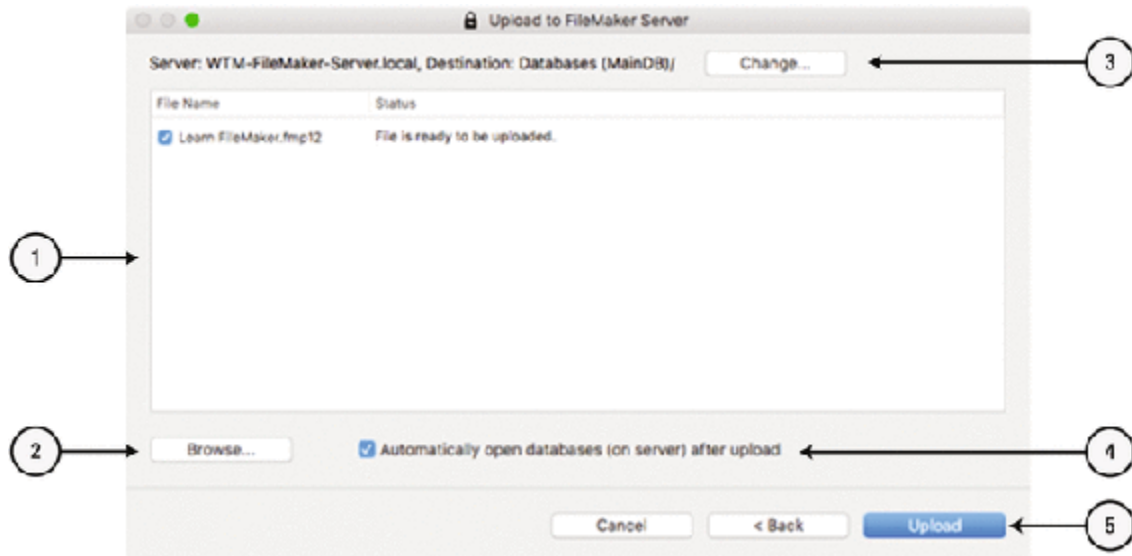 Upload to FileMaker Server
Server: WTM-FileMaker-Server.local, Destination: Databases (MainDB)/ Change... 3
File Name Status
Learn FileMaker.fmp12 File is ready to be uploaded.
1
2 Browse... Automatically open databases (on server) after upload 4
Cancel < Back Upload 5